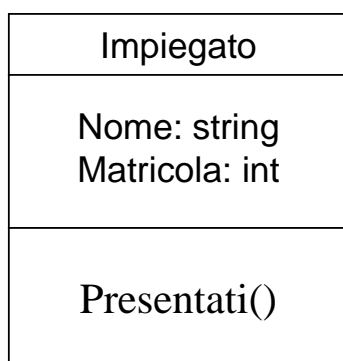 Impiegato
Nome: string
Matricola: int
Presentati()